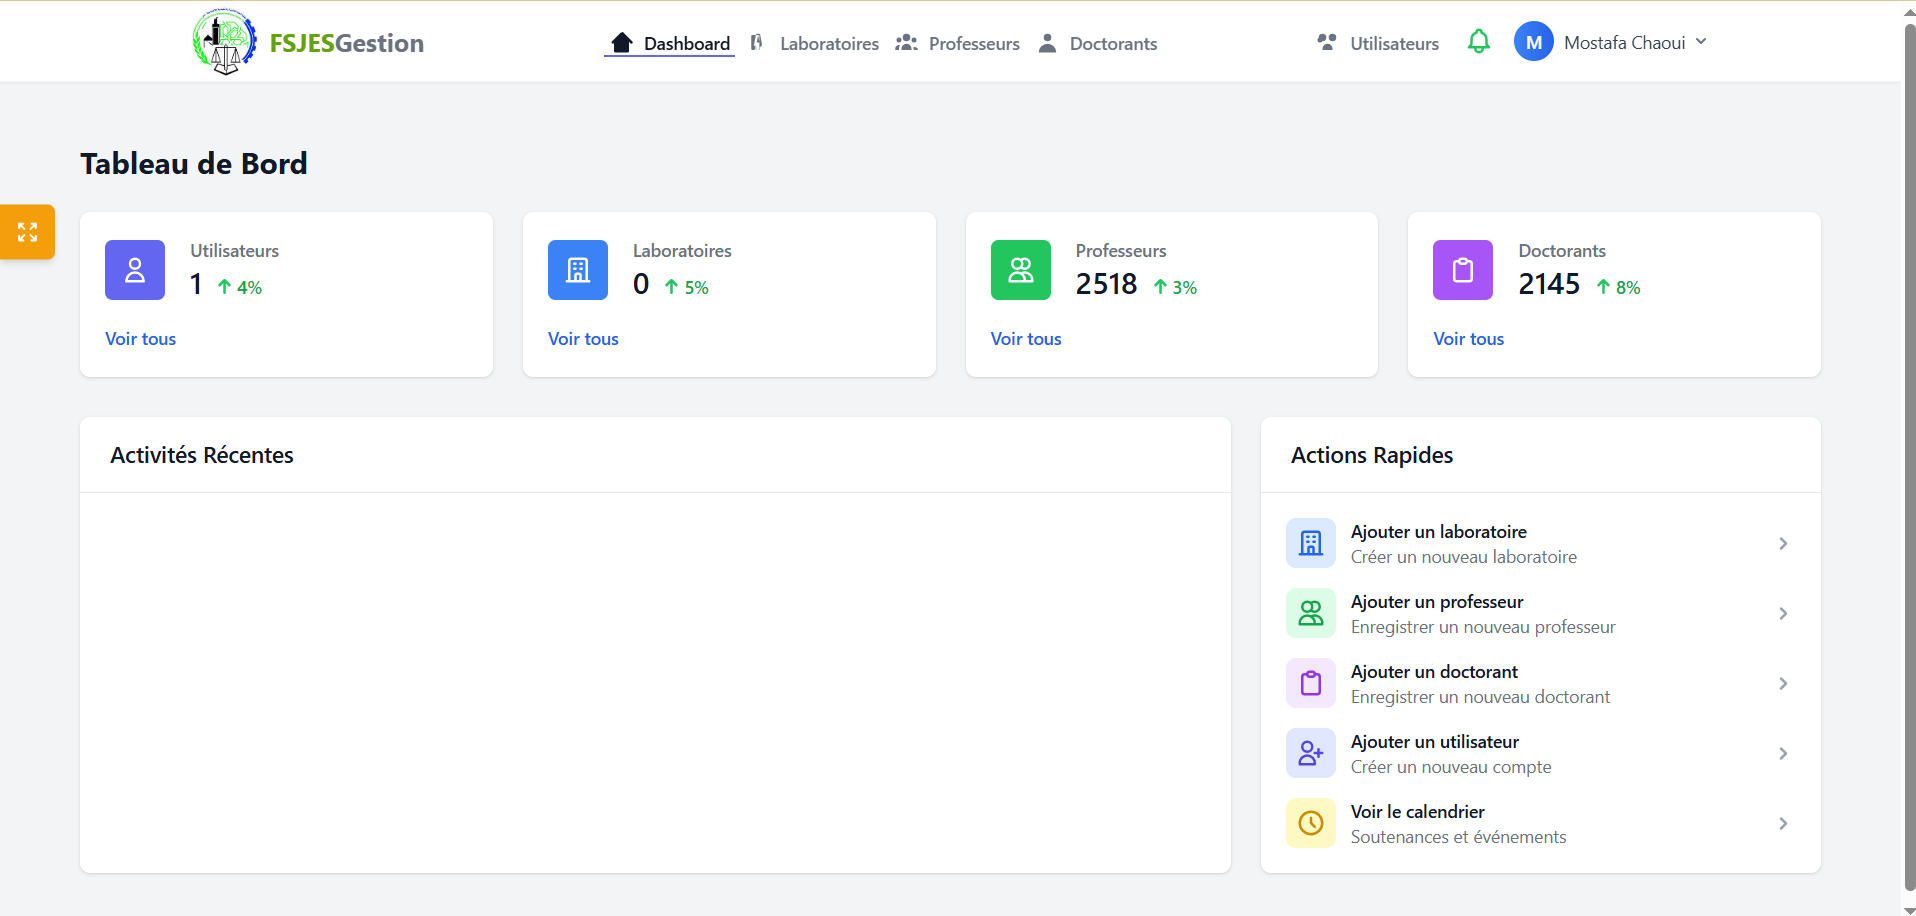 FSJESGestion
Dashboard
Laboratoires
Professeurs
Doctorants
Utilisateurs
M
Mostafa Chaoui
Tableau de Bord
Utilisateurs
1 4%
Voir tous
Laboratoires
0 5%
Voir tous
Professeurs
2518 3%
Voir tous
Doctorants
2145 8%
Voir tous
Activités Récentes
Actions Rapides
Ajouter un laboratoire
Créer un nouveau laboratoire
Ajouter un professeur
Enregistrer un nouveau professeur
Ajouter un doctorant
Enregistrer un nouveau doctorant
Ajouter un utilisateur
Créer un nouveau compte
Voir le calendrier
Soutenances et événements